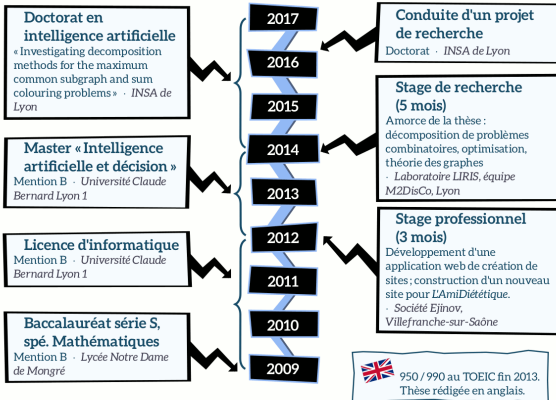 Doctorat en
intelligence artificielle
« Investigating decomposition
methods for the maximum
common subgraph and sum
colouring problems » · INSA de
Lyon
Master « Intelligence
artificielle et décision »
Mention B · Université Claude
Bernard Lyon 1
Licence d'informatique
Mention B · Université Claude
Bernard Lyon 1
Baccalauréat série S,
spé. Mathématiques
Mention B · Lycée Notre Dame
de Mongré
2017
2016
2015
2014
2013
2012
2011
2010
2009
Conduite d'un projet
de recherche
Doctorat · INSA de Lyon
Stage de recherche
(5 mois)
Amorce de la thèse :
décomposition de problèmes
combinatoires, optimisation,
théorie des graphes
· Laboratoire LIRIS, équipe
M2DisCo, Lyon
Stage professionnel
(3 mois)
Développement d'une
application web de création de
sites ; construction d'un nouveau
site pour L'AmiDiététique.
· Société Ejinov,
Villefranche-sur-Saône
950 / 990 au TOEIC fin 2013.
Thèse rédigée en anglais.